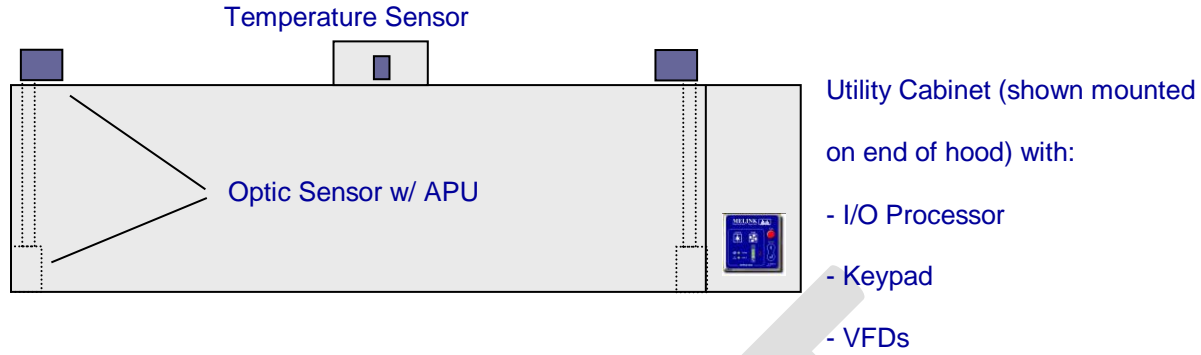 Temperature Sensor
Utility Cabinet (shown mounted
on end of hood) with:
Optic Sensor w/ APU
- I/O Processor
MELINK
- Keypad
- VFDs